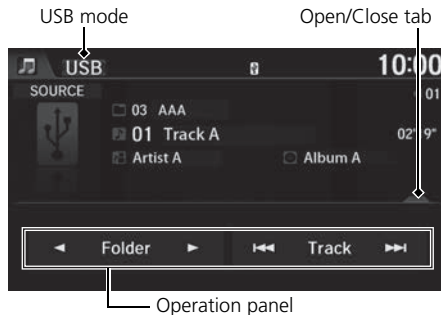 USB mode
Open/Close tab
USB
10:00
SOURCE
01
03 AAA
01 Track A
Artist A
Album A
Folder
Track
Operation panel